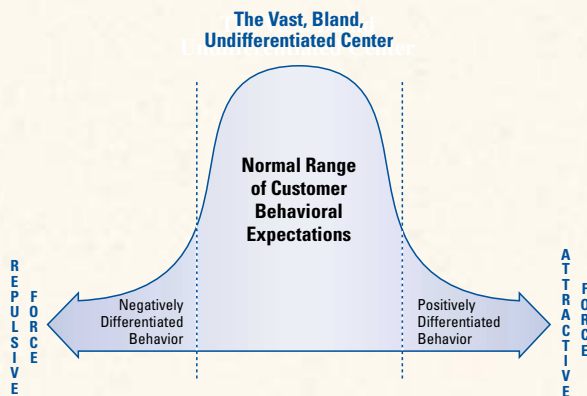 The Vast, Bland,
Undifferentiated Center
Normal Range
of Customer
Behavioral
Expectations
REPULSIVE
FORCE
Negatively
Differentiated
Behavior
Positively
Differentiated
Behavior
ATTRACTIVE
FORCE